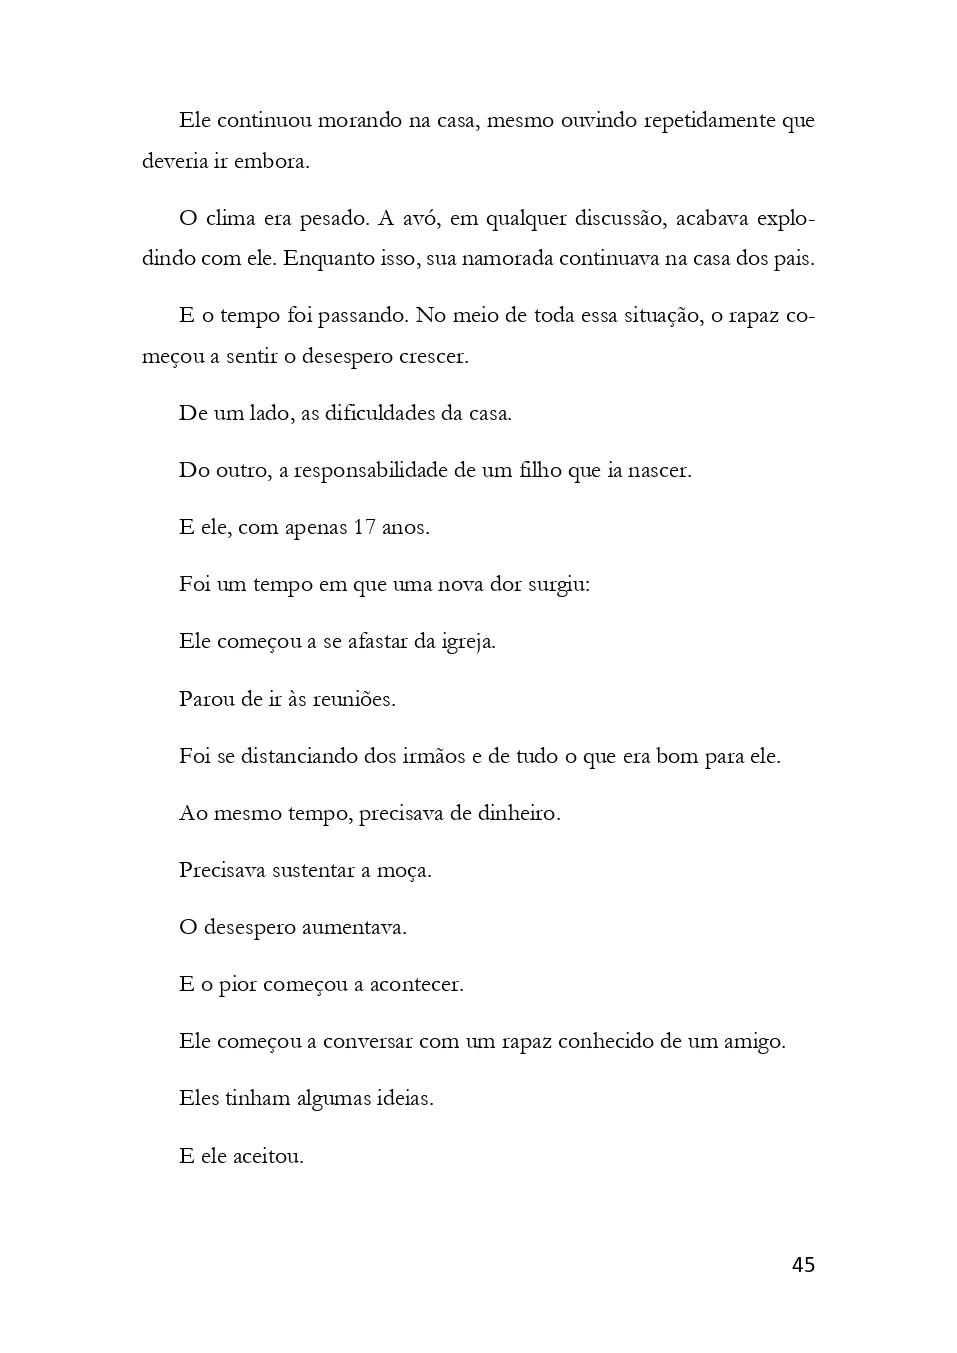 Ele continuou morando na casa, mesmo ouvindo repetidamente que
deveria ir embora.
O clima era pesado. A avó, em qualquer discussão, acabava explo-
dindo com ele. Enquanto isso, sua namorada continuava na casa dos pais.
E o tempo foi passando. No meio de toda essa situação, o rapaz co-
meçou a sentir o desespero crescer.
De um lado, as dificuldades da casa.
Do outro, a responsabilidade de um filho que ia nascer.
E ele, com apenas 17 anos.
Foi um tempo em que uma nova dor surgiu:
Ele começou a se afastar da igreja.
Parou de ir às reuniões.
Foi se distanciando dos irmãos e de tudo o que era bom para ele.
Ao mesmo tempo, precisava de dinheiro.
Precisava sustentar a moça.
O desespero aumentava.
E o pior começou a acontecer.
Ele começou a conversar com um rapaz conhecido de um amigo.
Eles tinham algumas ideias.
E ele aceitou.
45